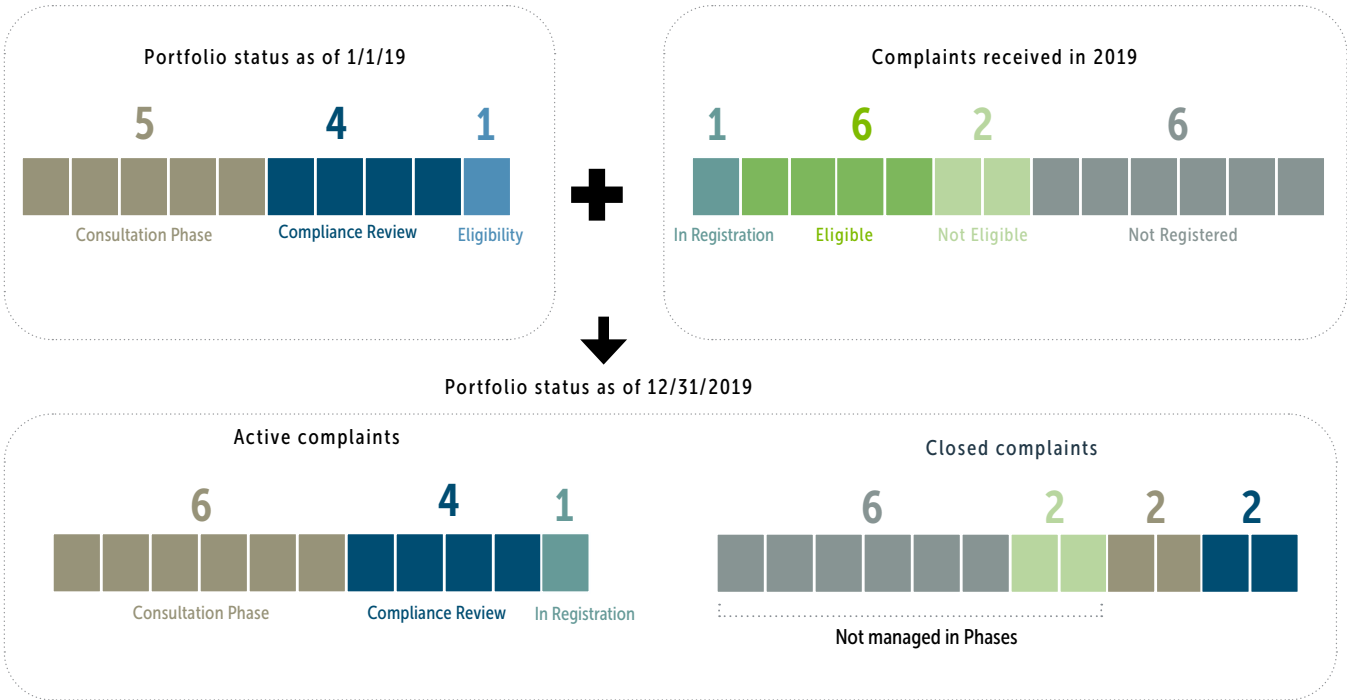 Portfolio status as of 1/1/19
5 4 1
Consultation Phase Compliance Review Eligibility
Complaints received in 2019
1 6 2 6
In Registration Eligible Not Eligible Not Registered
Portfolio status as of 12/31/2019
Active complaints
6 4 1
Consultation Phase Compliance Review In Registration
Closed complaints
6 2 2 2
Not managed in Phases